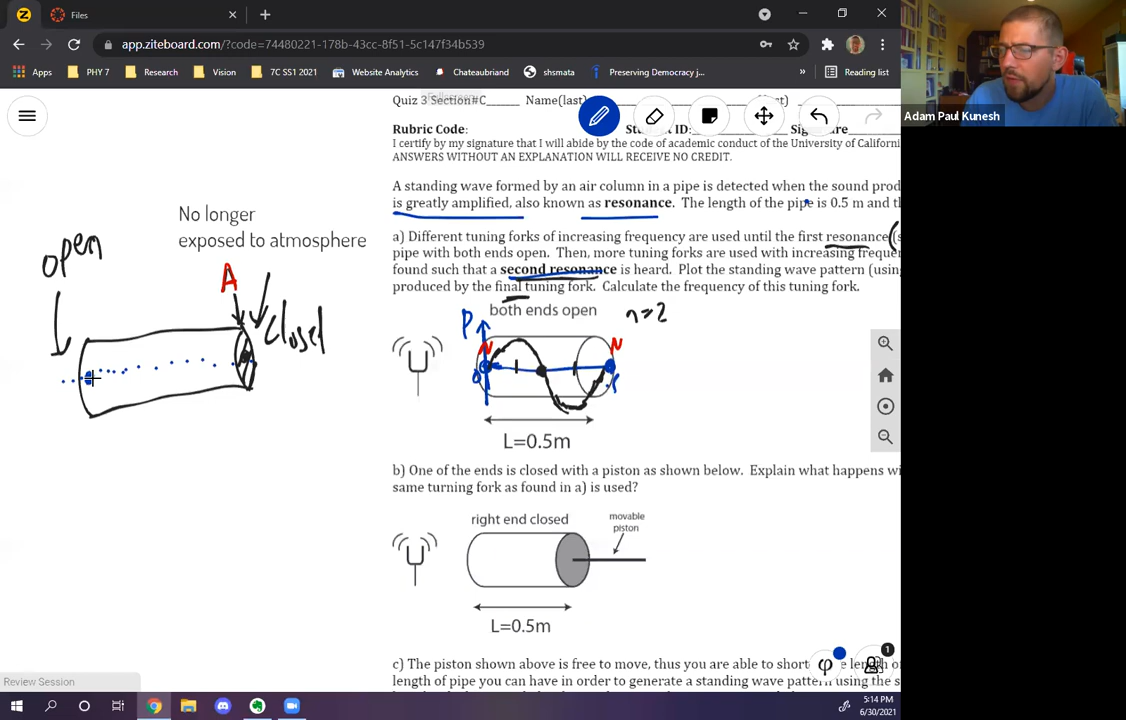 Files
app.ziteboard.com/?code=74480221-178b-43cc-8f51-5c147f34b539
Apps
PHY 7
Research
Vision
7C SS1 2021
Website Analytics
Chateaubriand
shsmata
Preserving Democracy j...
»
Reading list
Adam Paul Kunesh
Quiz 3 Section#C______ Name(last)
Rubric Code:
I certify by my signature that I will abide by the code of academic conduct of the University of Californi
ANSWERS WITHOUT AN EXPLANATION WILL RECEIVE NO CREDIT.
A standing wave formed by an air column in a pipe is detected when the sound prod
is greatly amplified, also known as resonance. The length of the pipe is 0.5 m and th
a) Different tuning forks of increasing frequency are used until the first resonance (s
pipe with both ends open. Then, more tuning forks are used with increasing freque
found such that a second resonance is heard. Plot the standing wave pattern (using
produced by the final tuning fork. Calculate the frequency of this tuning fork.
No longer
exposed to atmosphere
open
A
closed
both ends open
n=2
P
N
N
0
L=0.5m
b) One of the ends is closed with a piston as shown below. Explain what happens wi
same turning fork as found in a) is used?
right end closed
movable
piston
L=0.5m
c) The piston shown above is free to move, thus you are able to short
length of pipe you can have in order to generate a standing wave pattern using the s
φ
1
Review Session
5:14 PM
6/30/2021